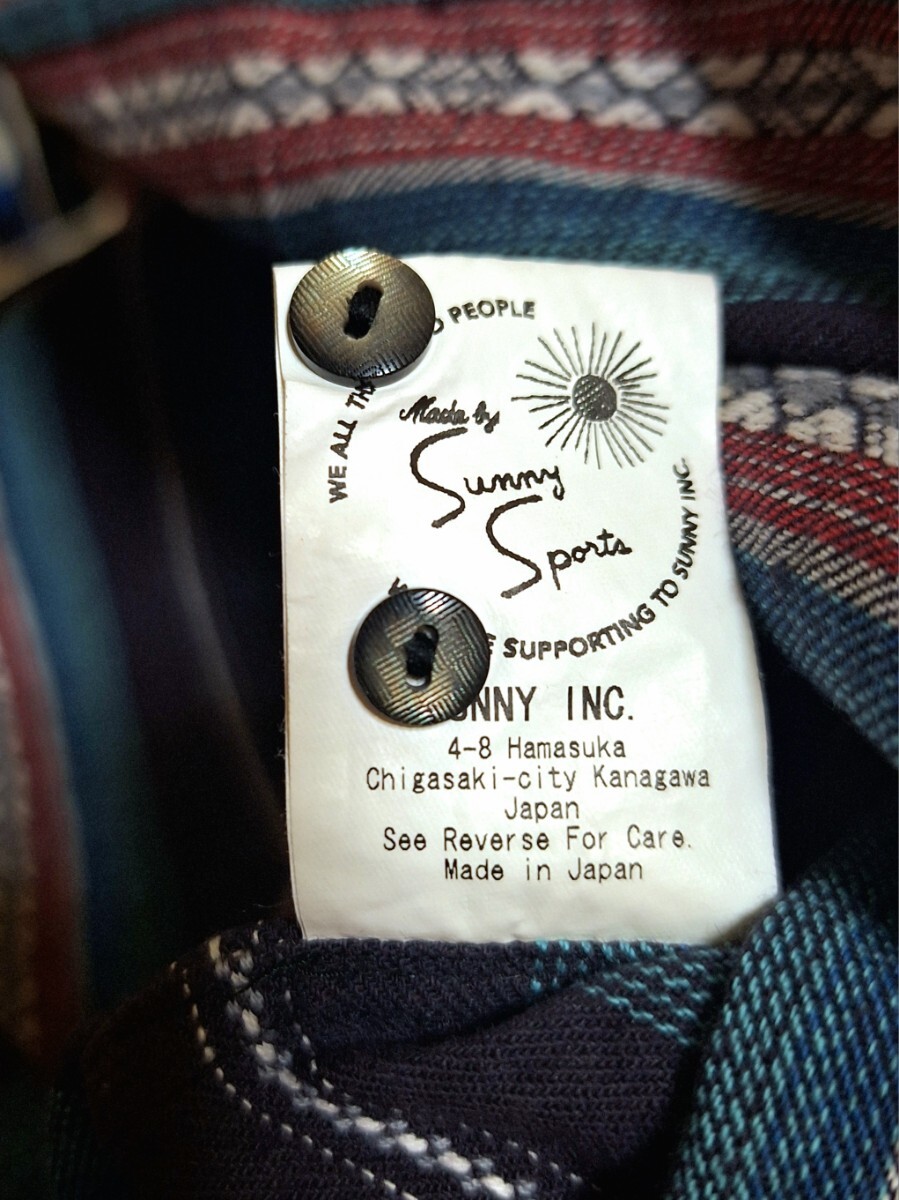 WE ALL
PEOPLE
Made by
Sunny
Sports
SUPPORTING TO SUNNY INC.
INC.
4-8 Hamasuka
Chigasaki-city Kanagawa
Japan
See Reverse For Care.
Made in Japan